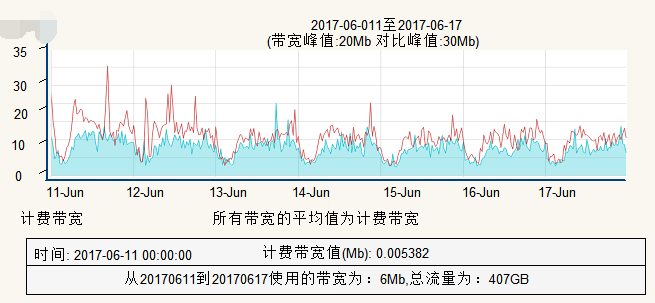 2017-06-011至2017-06-17
(带宽峰值:20Mb 对比峰值:30Mb)
35
30
20
10
0
11-Jun 12-Jun 13-Jun 14-Jun 15-Jun 16-Jun 17-Jun
计费带宽 所有带宽的平均值为计费带宽
时间: 2017-06-11 00:00:00 计费带宽值(Mb): 0.005382
从20170611到20170617使用的带宽为：6Mb,总流量为：407GB